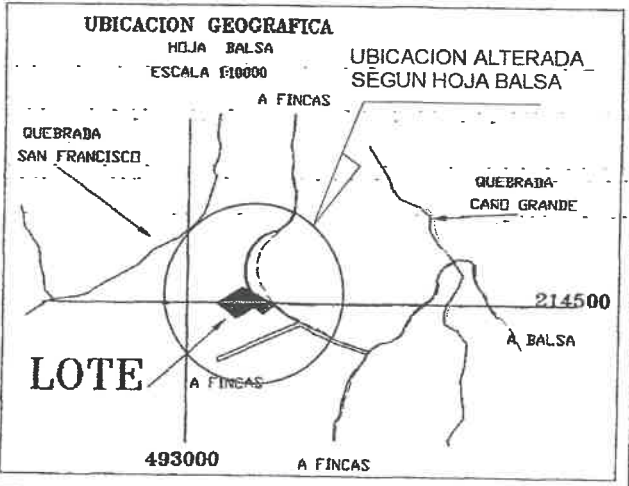 UBICACION GEOGRAFICA
HOJA BALSA
ESCALA 1:10000
UBICACION ALTERADA
SEGUN HOJA BALSA
A FINCAS
QUEBRADA
SAN FRANCISCO
QUEBRADA
CAÑO GRANDE
214500
A BALSA
LOTE
A FINCAS
493000
A FINCAS